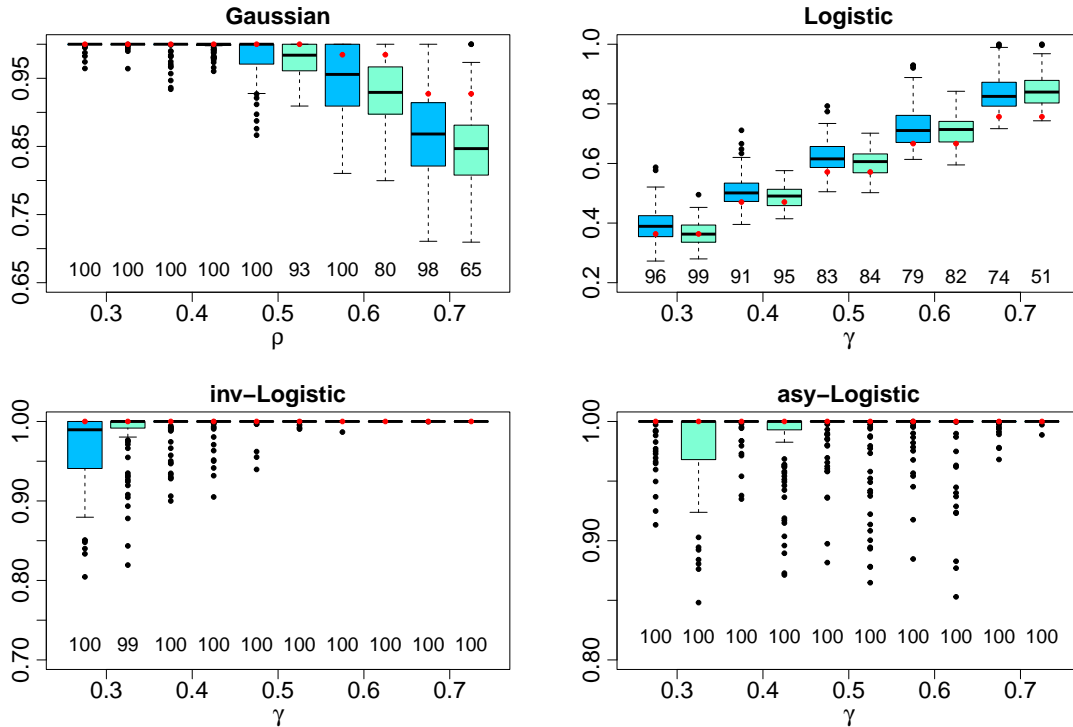 Gaussian
0.65 0.75 0.85 0.95
100 100 100 100 100 93 100 80 98 65
0.3 0.4 0.5 0.6 0.7
ρ
Logistic
0.2 0.4 0.6 0.8 1.0
96 99 91 95 83 84 79 82 74 51
0.3 0.4 0.5 0.6 0.7
γ
inv−Logistic
0.70 0.80 0.90 1.00
100 99 100 100 100 100 100 100 100 100
0.3 0.4 0.5 0.6 0.7
γ
asy−Logistic
0.80 0.90 1.00
100 100 100 100 100 100 100 100 100 100
0.3 0.4 0.5 0.6 0.7
γ